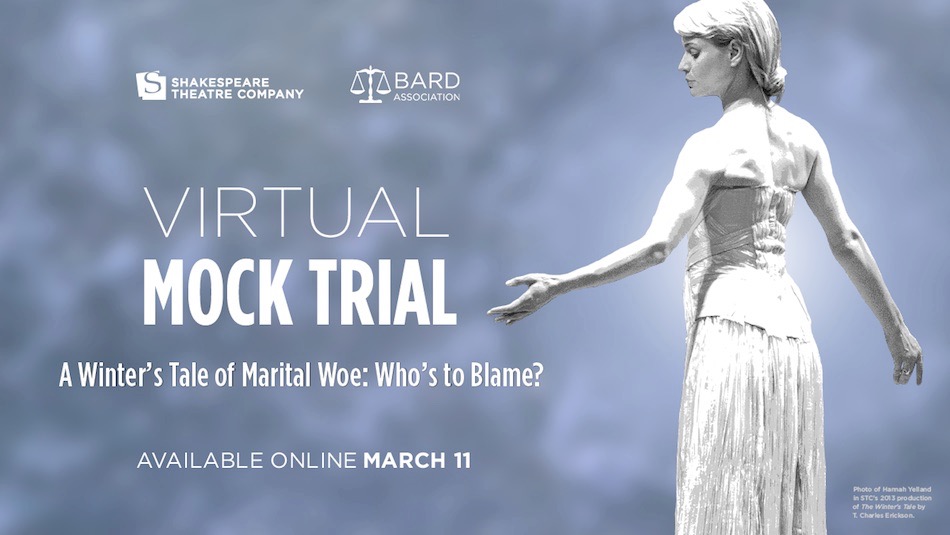 SHAKESPEARE
THEATRE COMPANY
BARD
ASSOCIATION
VIRTUAL
MOCK TRIAL
A Winter's Tale of Marital Woe: Who's to Blame?
AVAILABLE ONLINE MARCH 11
Photo of Hannah Yelland
in STC's 2013 production
of The Winter's Tale by
T. Charles Erickson.